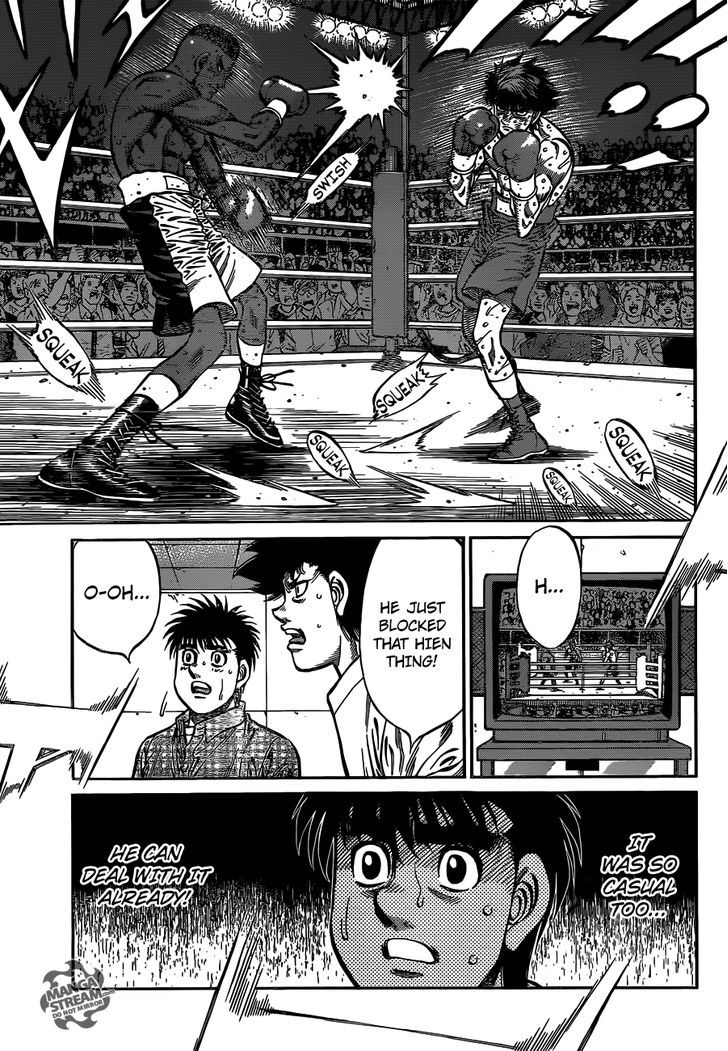 SWISH
SQUEAK
SQUEAK
SQUEAK
SQUEAK
SQUEAK
H...
HE JUST
BLOCKED
THAT HIEN
THING!
O-OH...
IT
WAS SO
CASUAL
TOO...
HE CAN
DEAL WITH IT
ALREADY!
MANGA
STREAM.com
DO NOT MIRROR